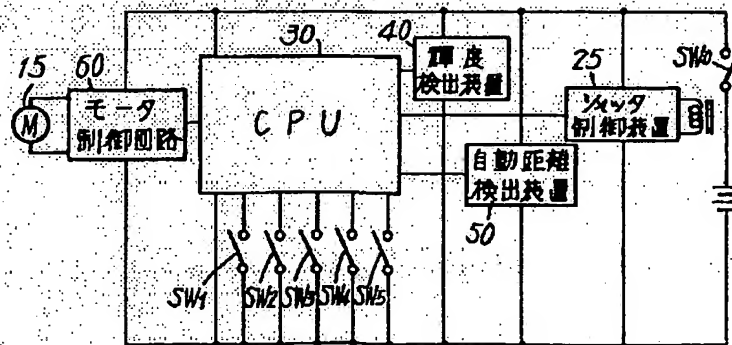 15
60
30
40
25
SW0
M
モータ
制御回路
CPU
輝度
検出装置
シャッタ
制御装置
自動距離
検出装置
50
SW1
SW2
SW3
SW4
SW5